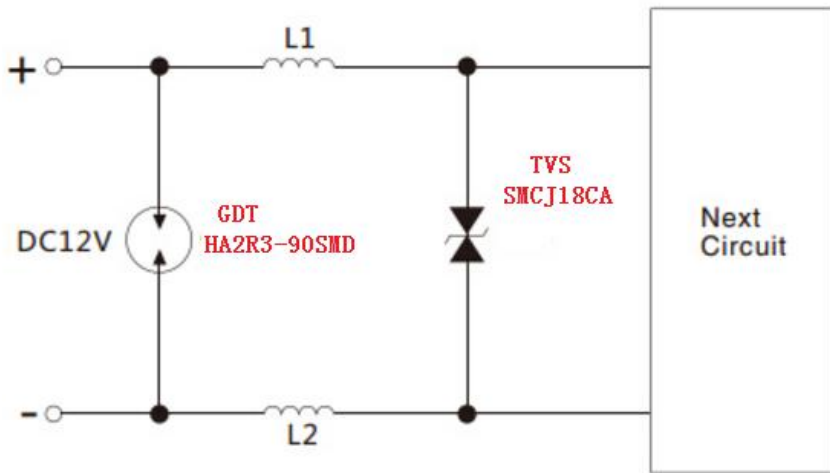 L1
+
TVS
SMCJ18CA
GDT
HA2R3-90SMD
DC12V
Next
Circuit
-
L2